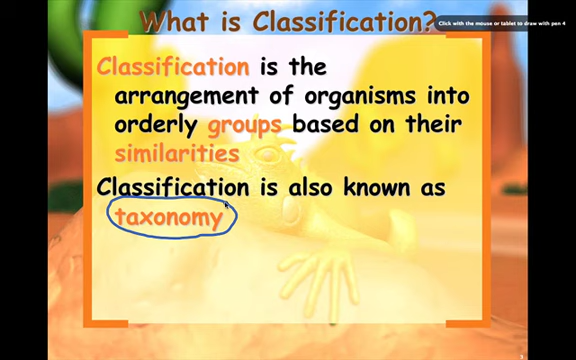 What is Classification?
Click with the mouse or tablet to draw with pen 4
Classification is the
arrangement of organisms into
orderly groups based on their
similarities
Classification is also known as
taxonomy